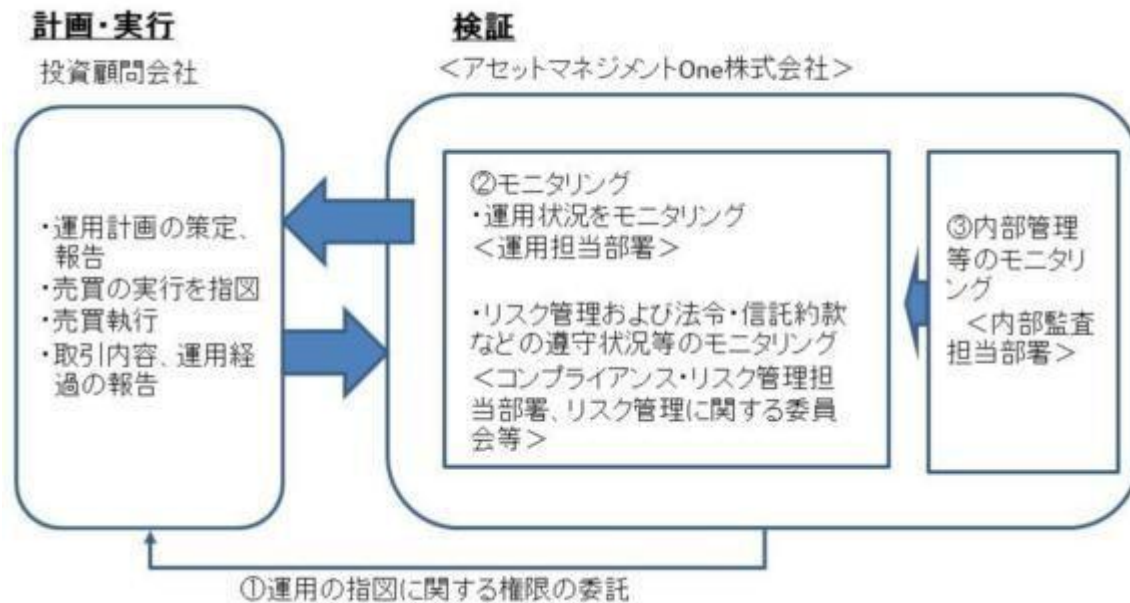 計画・実行
投資顧問会社
・運用計画の策定、
報告
・売買の実行を指図
・売買執行
・取引内容、運用経
過の報告
検証
＜アセットマネジメントOne株式会社＞
②モニタリング
・運用状況をモニタリング
＜運用担当部署＞
・リスク管理および法令・信託約款
などの遵守状況等のモニタリング
＜コンプライアンス・リスク管理担
当部署、リスク管理に関する委員
会等＞
③内部管理
等のモニタリ
ング
＜内部監査
担当部署＞
①運用の指図に関する権限の委託